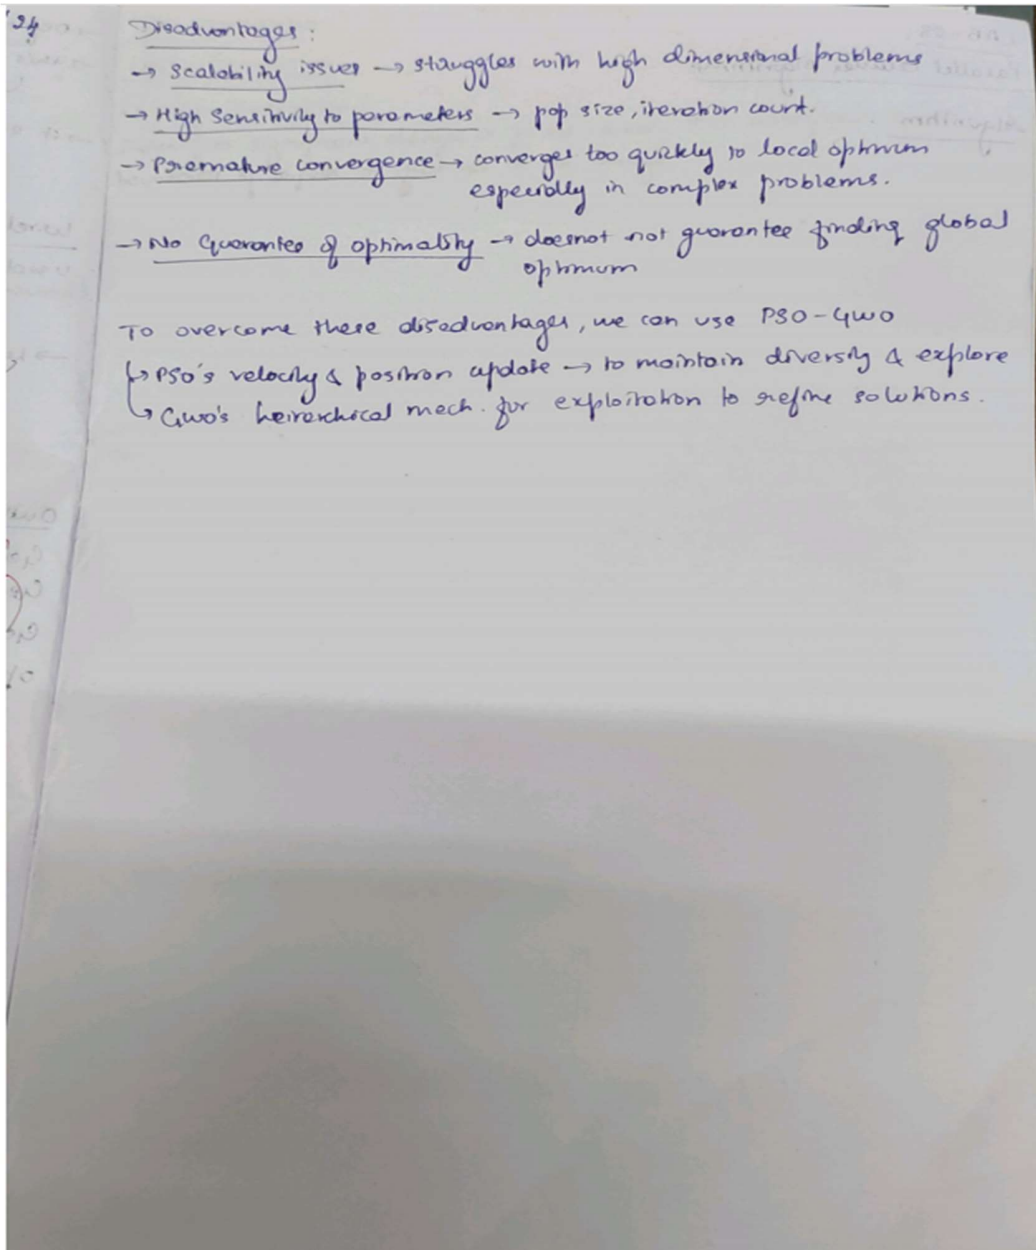 '24
Disadvantages:
→ Scalability issues → struggles with high dimensional problems
→ High Sensitivity to parameters → pop size, iteration count.
→ Premature convergence → converges too quickly to local optimum
especially in complex problems.
→ No Guarantee of optimality → doesnot not guarantee finding global
optimum
To overcome these disadvantages, we can use PSO-GWO
↳ PSO's velocity & position update → to maintain diversity & explore
↳ GWO's heirarchical mech. for exploitation to refine solutions.